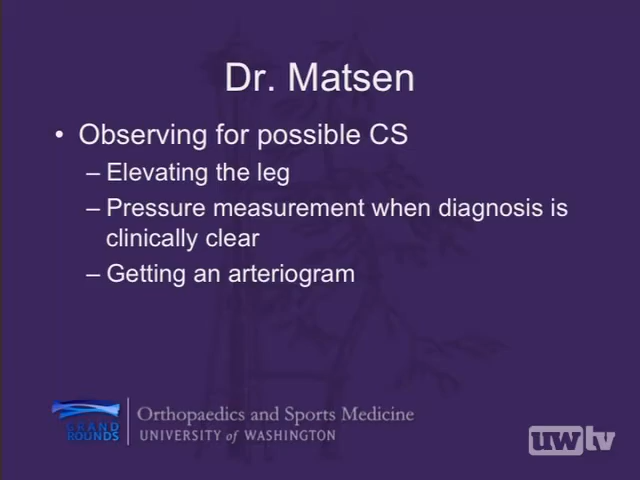 Dr. Matsen
• Observing for possible CS
– Elevating the leg
– Pressure measurement when diagnosis is
clinically clear
– Getting an arteriogram
GRAND
ROUNDS
Orthopaedics and Sports Medicine
UNIVERSITY of WASHINGTON
uwtv